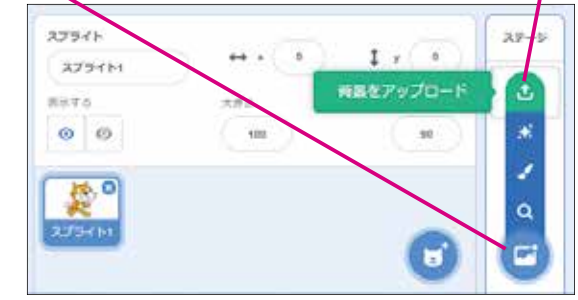 スプライト
スプライト1
x 0
y 0
ステージ
背景をアップロード
表示する
大き
100
90
スプライト1